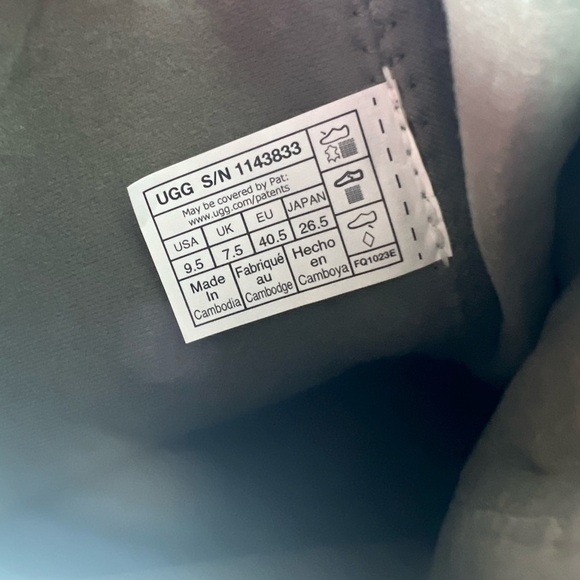 UGG S/N 1143833
May be covered by Pat:
www.ugg.com/patents
USA UK EU JAPAN
9.5 7.5 40.5 26.5
Made In Cambodia
Fabriqué au Cambodge
Hecho en Camboya
FQ1023E